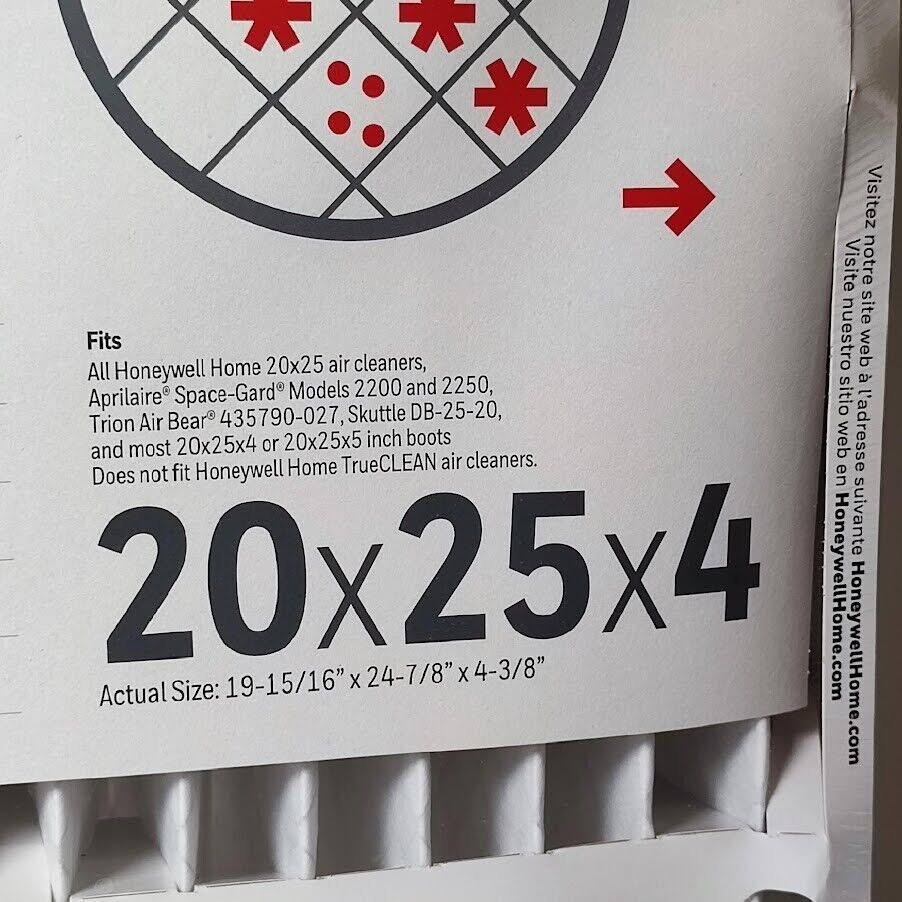 Fits
All Honeywell Home 20x25 air cleaners,
Aprilaire® Space-Gard® Models 2200 and 2250,
Trion Air Bear® 435790-027, Skuttle DB-25-20,
and most 20x25x4 or 20x25x5 inch boots
Does not fit Honeywell Home TrueCLEAN air cleaners.
20x25x4
Actual Size: 19-15/16” x 24-7/8” x 4-3/8”
Visitez notre site web à l'adresse suivante HoneywellHome.com
Visite nuestro sitio web en HoneywellHome.com